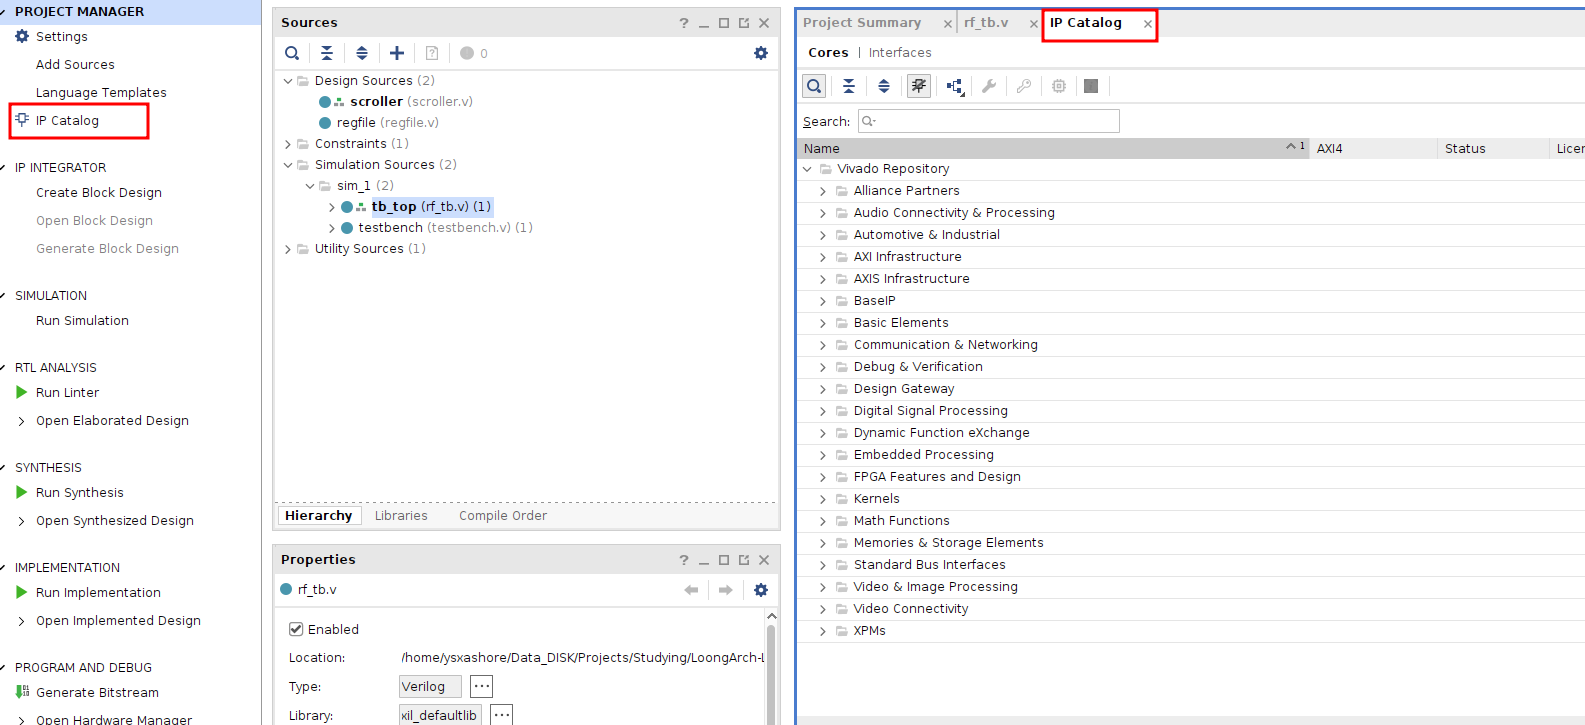 PROJECT MANAGER
Settings
Add Sources
Language Templates
IP Catalog
IP INTEGRATOR
Create Block Design
Open Block Design
Generate Block Design
SIMULATION
Run Simulation
RTL ANALYSIS
Run Linter
Open Elaborated Design
SYNTHESIS
Run Synthesis
Open Synthesized Design
IMPLEMENTATION
Run Implementation
Open Implemented Design
PROGRAM AND DEBUG
Generate Bitstream
Open Hardware Manager
Sources
0
Design Sources (2)
scroller (scroller.v)
regfile (regfile.v)
Constraints (1)
Simulation Sources (2)
sim_1 (2)
tb_top (rf_tb.v) (1)
testbench (testbench.v) (1)
Utility Sources (1)
Hierarchy Libraries Compile Order
Properties
rf_tb.v
Enabled
Location: /home/ysxashore/Data_DISK/Projects/Studying/LoongArch-L
Type: Verilog ...
Library: xil_defaultlib ...
Project Summary rf_tb.v IP Catalog
Cores | Interfaces
Search:
Name 1 AXI4 Status Licen
Vivado Repository
Alliance Partners
Audio Connectivity & Processing
Automotive & Industrial
AXI Infrastructure
AXIS Infrastructure
BaseIP
Basic Elements
Communication & Networking
Debug & Verification
Design Gateway
Digital Signal Processing
Dynamic Function eXchange
Embedded Processing
FPGA Features and Design
Kernels
Math Functions
Memories & Storage Elements
Standard Bus Interfaces
Video & Image Processing
Video Connectivity
XPMs